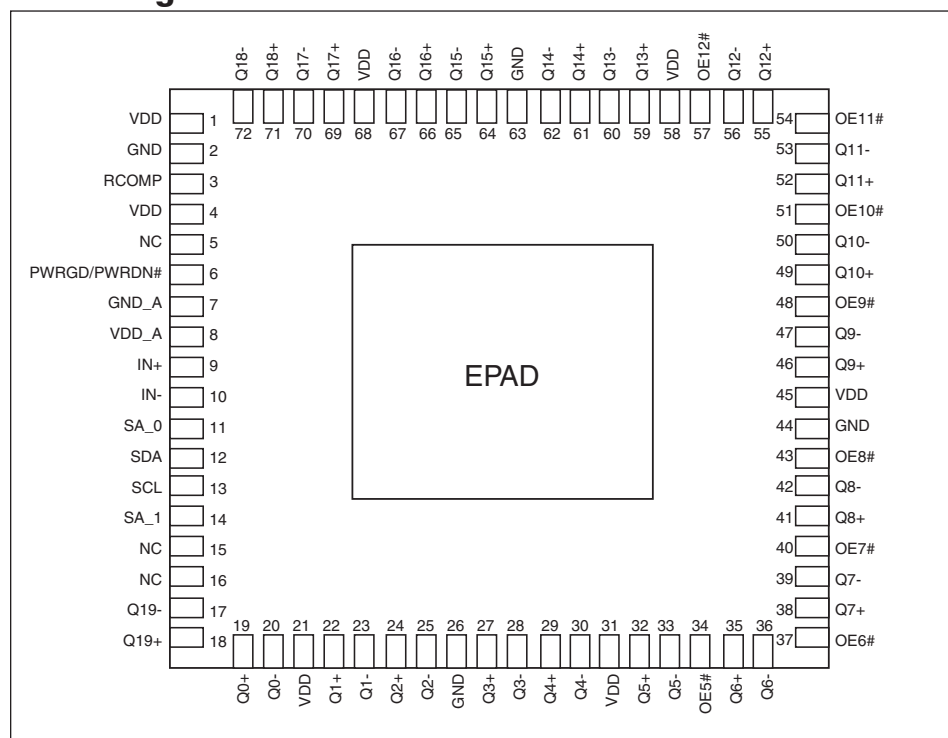 Q18- Q18+ Q17- Q17+ VDD Q16- Q16+ Q15- Q15+ GND Q14- Q14+ Q13- Q13+ VDD OE12# Q12- Q12+
72 71 70 69 68 67 66 65 64 63 62 61 60 59 58 57 56 55
VDD 1 54 OE11#
GND 2 53 Q11-
RCOMP 3 52 Q11+
VDD 4 51 OE10#
NC 5 50 Q10-
PWRGD/PWRDN# 6 49 Q10+
GND_A 7 48 OE9#
VDD_A 8 47 Q9-
IN+ 9 46 Q9+
IN- 10 45 VDD
SA_0 11 44 GND
SDA 12 43 OE8#
SCL 13 42 Q8-
SA_1 14 41 Q8+
NC 15 40 OE7#
NC 16 39 Q7-
Q19- 17 38 Q7+
Q19+ 18 37 OE6#
EPAD
19 20 21 22 23 24 25 26 27 28 29 30 31 32 33 34 35 36
Q0+ Q0- VDD Q1+ Q1- Q2+ Q2- GND Q3+ Q3- Q4+ Q4- VDD Q5+ Q5- OE5# Q6+ Q6-